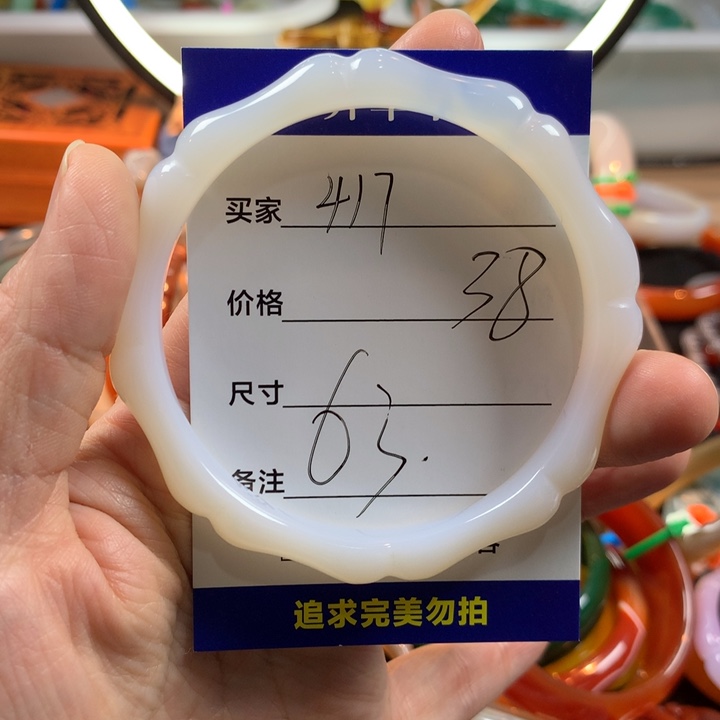 买家 417
价格 38
尺寸 63.
备注
追求完美勿拍